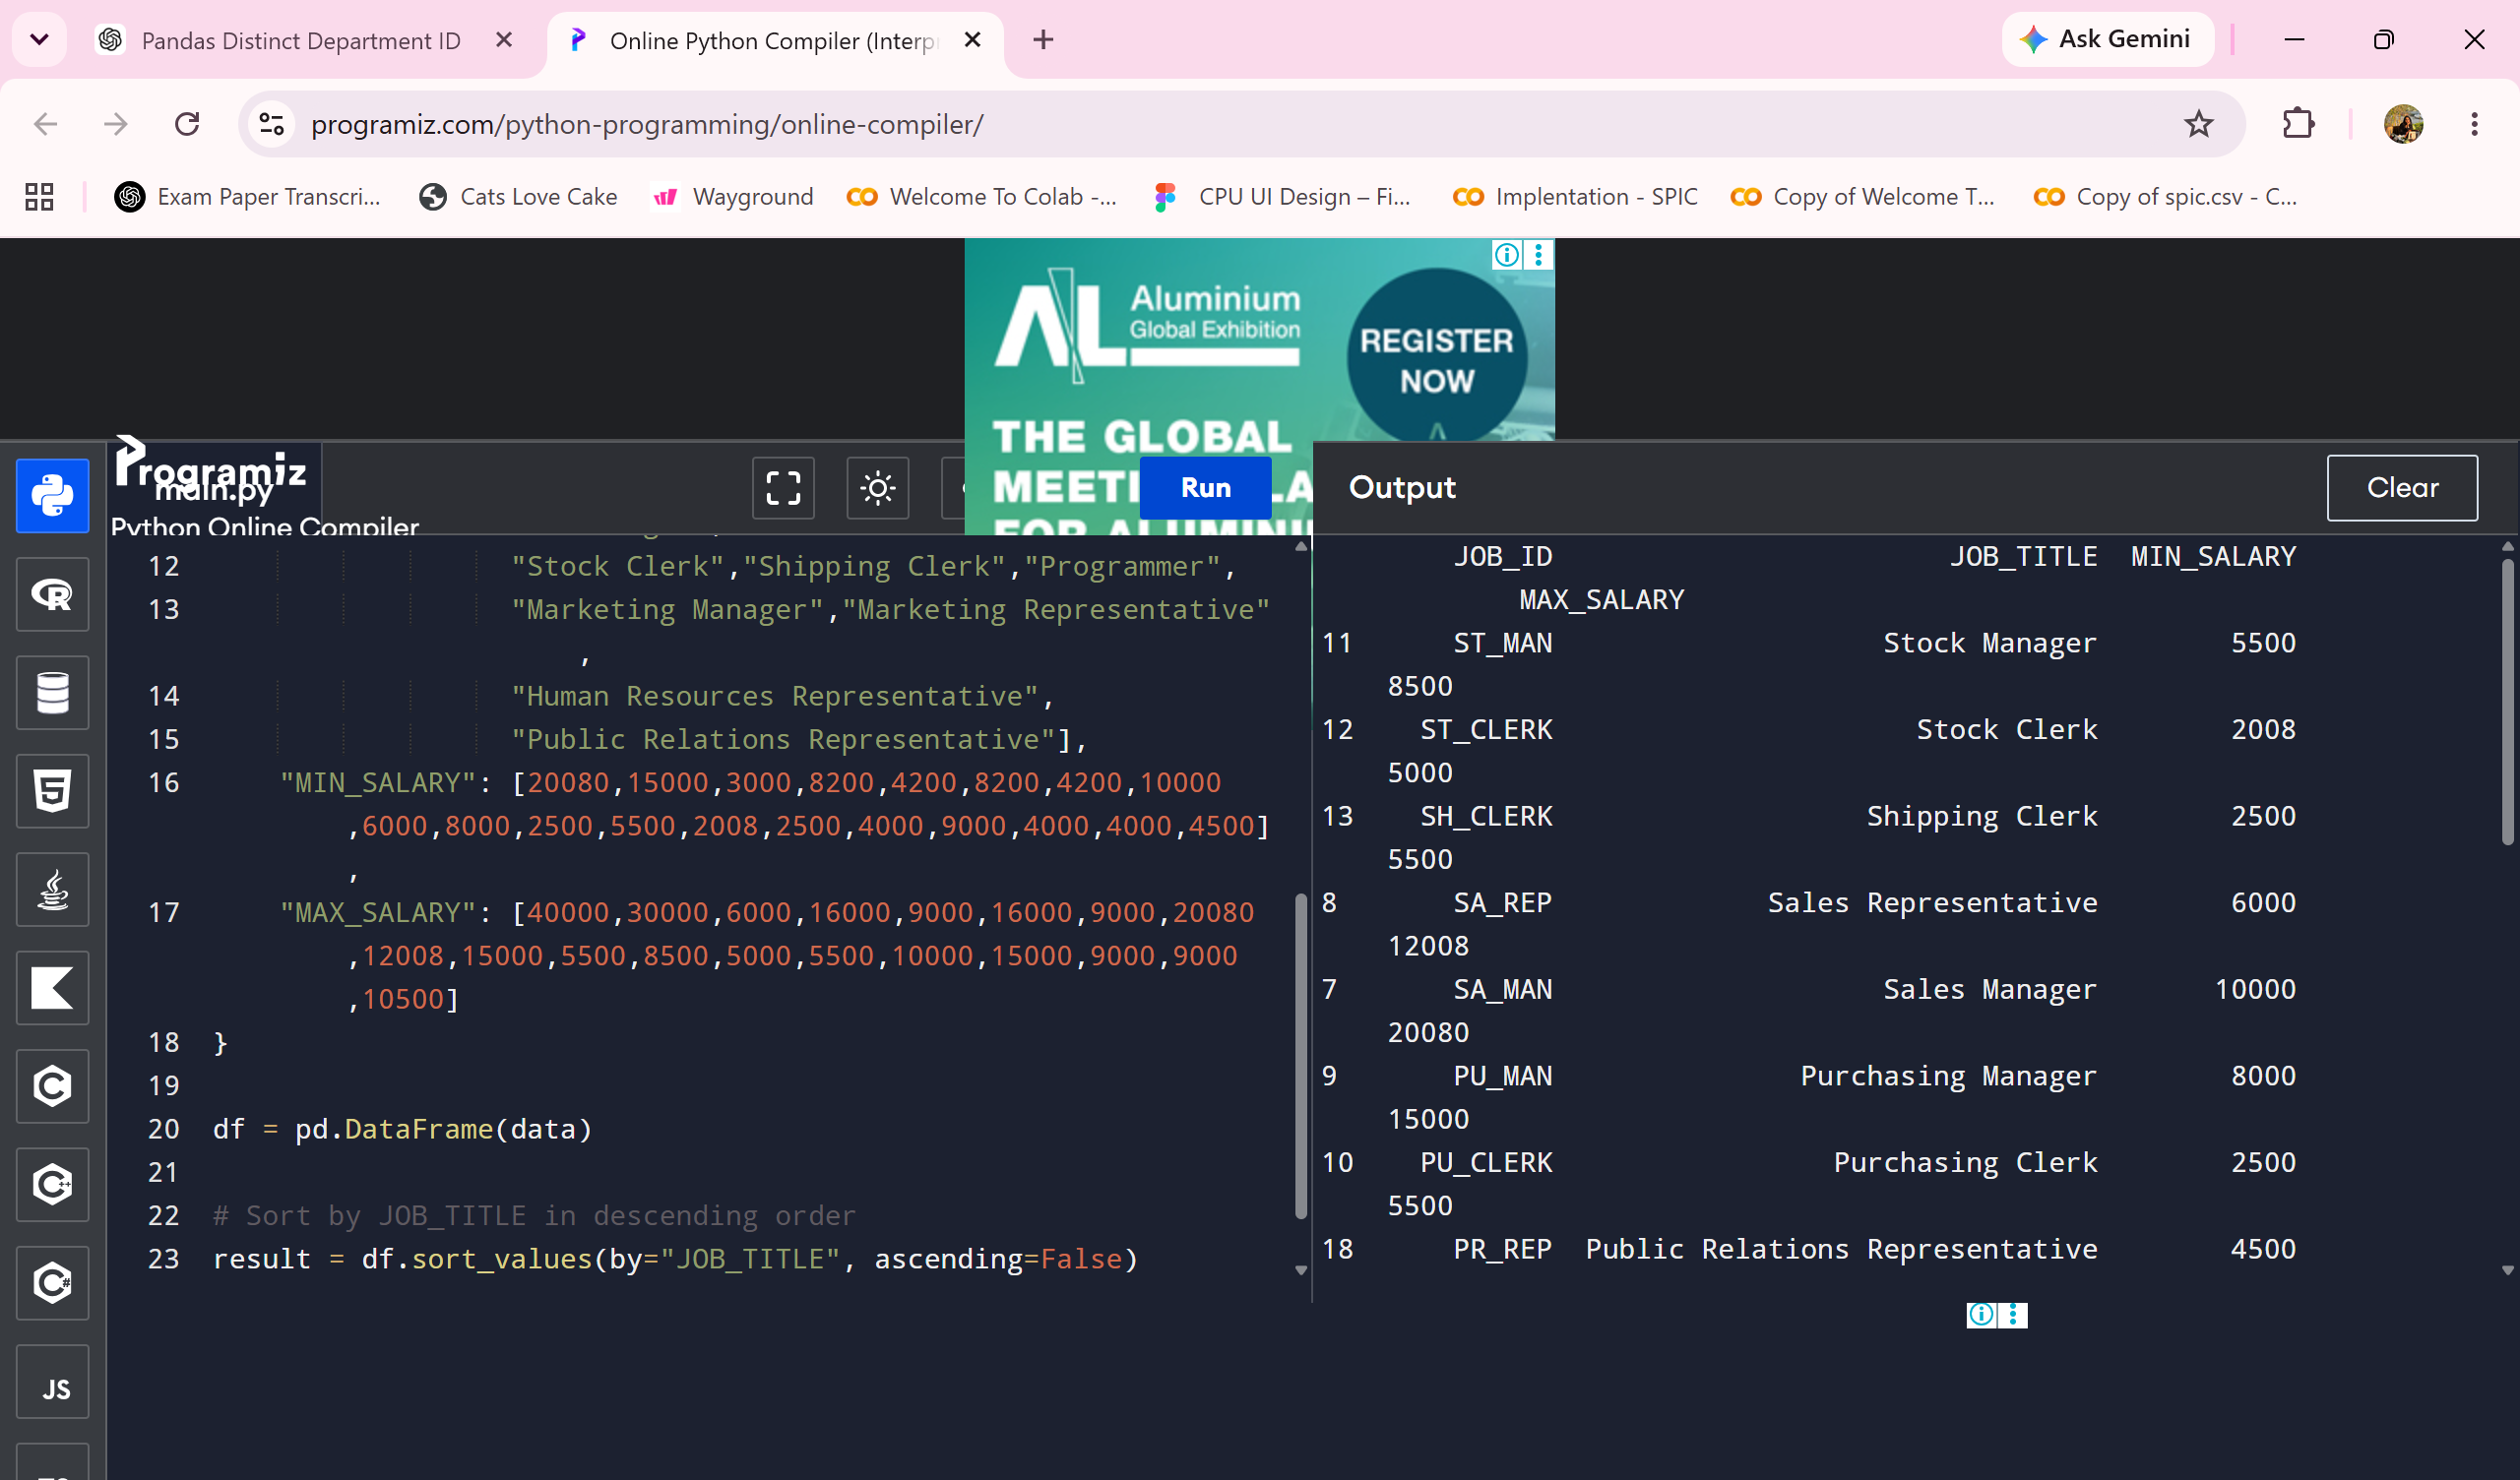 Pandas Distinct Department ID
Online Python Compiler (Interp
Ask Gemini
programiz.com/python-programming/online-compiler/
Exam Paper Transcri...
Cats Love Cake
Wayground
Welcome To Colab -...
CPU UI Design – Fi...
Implentation - SPIC
Copy of Welcome T...
Copy of spic.csv - C...
AL Aluminium
Global Exhibition
REGISTER
NOW
THE GLOBAL
MEETI
LA
FOR ALUMINIU
Programiz
main.py
Python Online Compiler
Run
Output
Clear
12 "Stock Clerk","Shipping Clerk","Programmer",
13 "Marketing Manager","Marketing Representative"
,
14 "Human Resources Representative",
15 "Public Relations Representative"],
16 "MIN_SALARY": [20080,15000,3000,8200,4200,8200,4200,10000
,6000,8000,2500,5500,2008,2500,4000,9000,4000,4000,4500]
,
17 "MAX_SALARY": [40000,30000,6000,16000,9000,16000,9000,20080
,12008,15000,5500,8500,5000,5500,10000,15000,9000,9000
,10500]
18 }
19
20 df = pd.DataFrame(data)
21
22 # Sort by JOB_TITLE in descending order
23 result = df.sort_values(by="JOB_TITLE", ascending=False)
JOB_ID JOB_TITLE MIN_SALARY
MAX_SALARY
11 ST_MAN Stock Manager 5500
8500
12 ST_CLERK Stock Clerk 2008
5000
13 SH_CLERK Shipping Clerk 2500
5500
8 SA_REP Sales Representative 6000
12008
7 SA_MAN Sales Manager 10000
20080
9 PU_MAN Purchasing Manager 8000
15000
10 PU_CLERK Purchasing Clerk 2500
5500
18 PR_REP Public Relations Representative 4500
R
5
C
C++
C#
JS